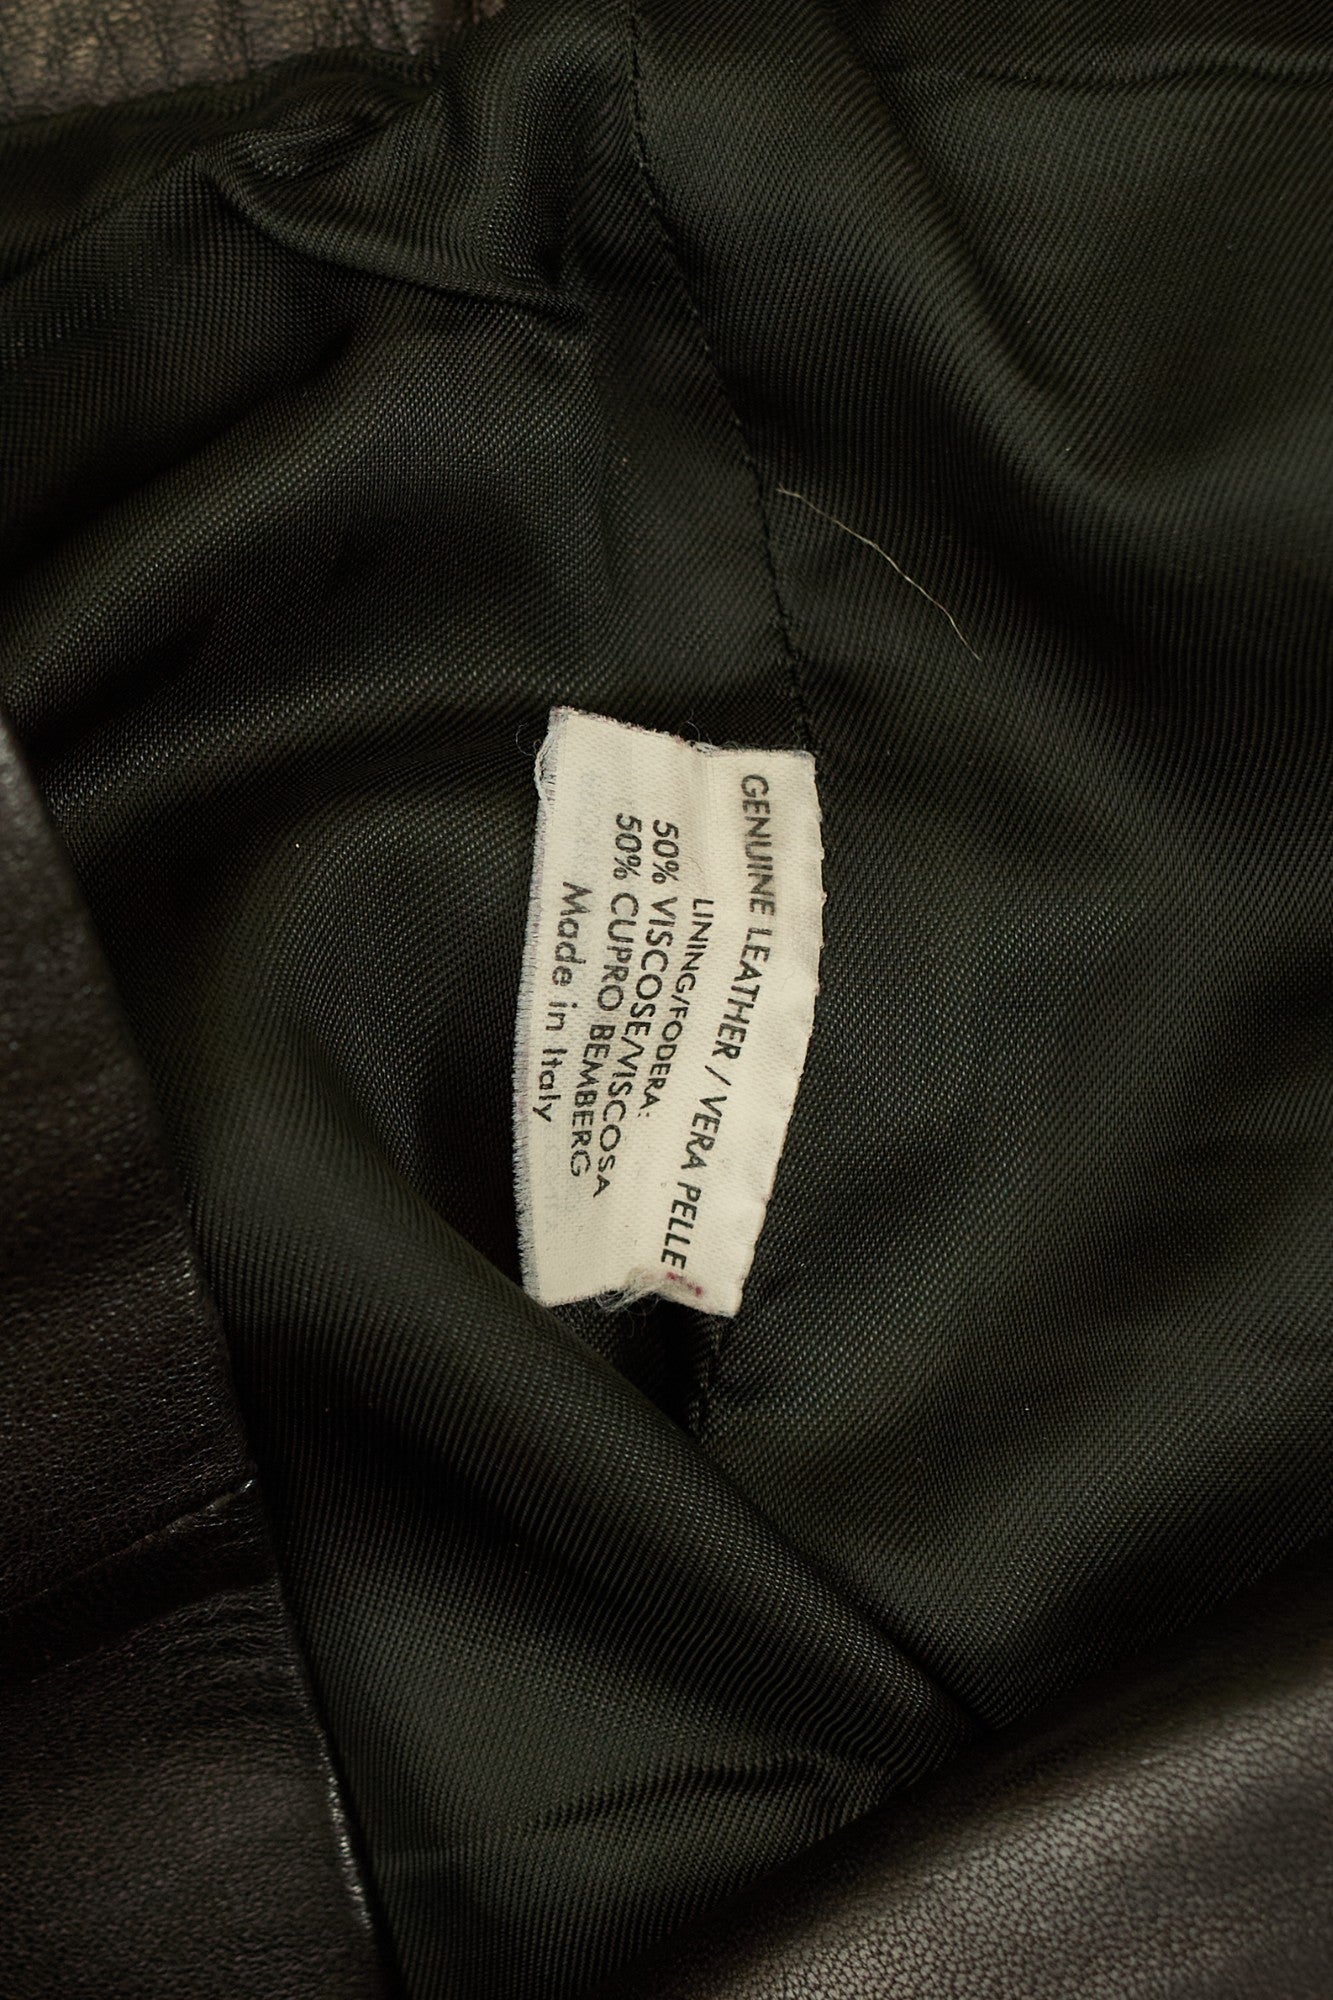 GENUINE LEATHER / VERA PELLE
LINING/FODERA:
50% VISCOSE/VISCOSA
50% CUPRO BEMBERG
Made in Italy